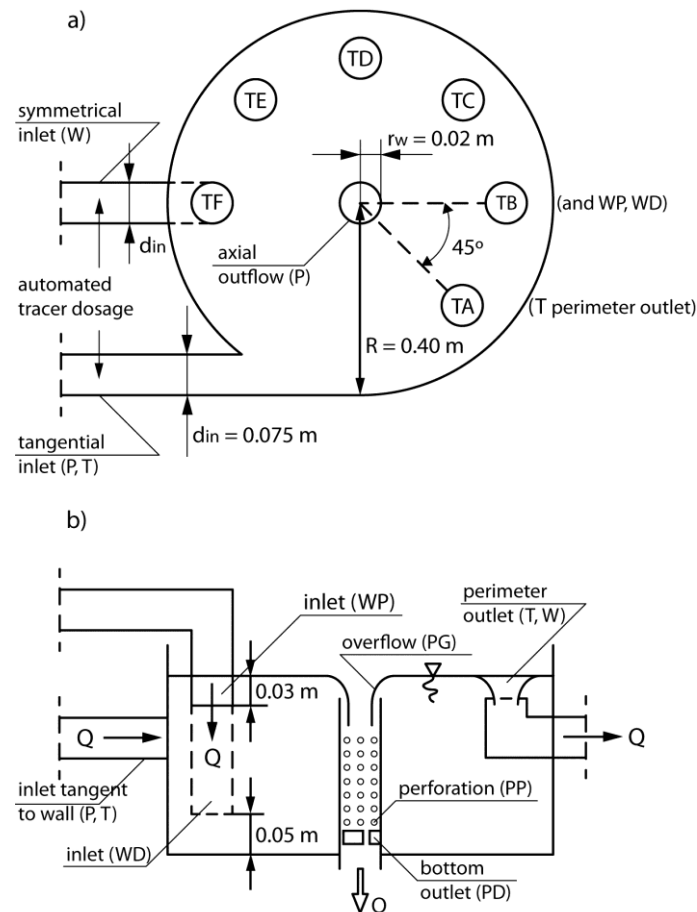 a)
TD
TE
TC
symmetrical
inlet (W)
rw = 0.02 m
TF
TB
(and WP, WD)
din
axial
outflow (P)
45º
automated
tracer dosage
TA
(T perimeter outlet)
R = 0.40 m
din = 0.075 m
tangential
inlet (P, T)
b)
inlet (WP)
perimeter
outlet (T, W)
overflow (PG)
0.03 m
Q
Q
Q
inlet tangent
to wall (P, T)
perforation (PP)
0.05 m
inlet (WD)
bottom
outlet (PD)
Q